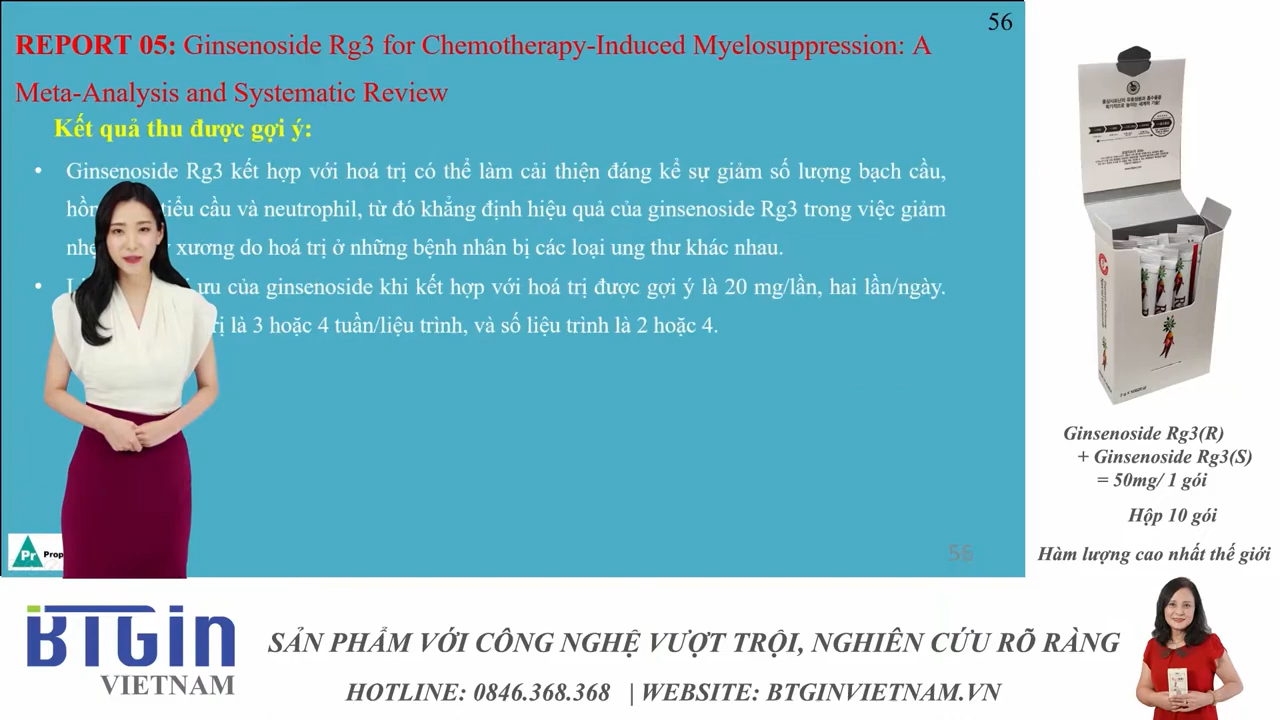 56
REPORT 05: Ginsenoside Rg3 for Chemotherapy-Induced Myelosuppression: A
Meta-Analysis and Systematic Review
Kết quả thu được gợi ý:
• Ginsenoside Rg3 kết hợp với hoá trị có thể làm cải thiện đáng kể sự giảm số lượng bạch cầu,
tiểu cầu và neutrophil, từ đó khẳng định hiệu quả của ginsenoside Rg3 trong việc giảm
xương do hoá trị ở những bệnh nhân bị các loại ung thư khác nhau.
• ưu của ginsenoside khi kết hợp với hoá trị được gợi ý là 20 mg/lần, hai lần/ngày.
là 3 hoặc 4 tuần/liệu trình, và số liệu trình là 2 hoặc 4.
Pr
56
Ginsenoside Rg3(R)
+ Ginsenoside Rg3(S)
= 50mg/ 1 gói
Hộp 10 gói
Hàm lượng cao nhất thế giới
BTGin
VIETNAM
SẢN PHẨM VỚI CÔNG NGHỆ VƯỢT TRỘI, NGHIÊN CỨU RÕ RÀNG
HOTLINE: 0846.368.368 | WEBSITE: BTGINVIETNAM.VN